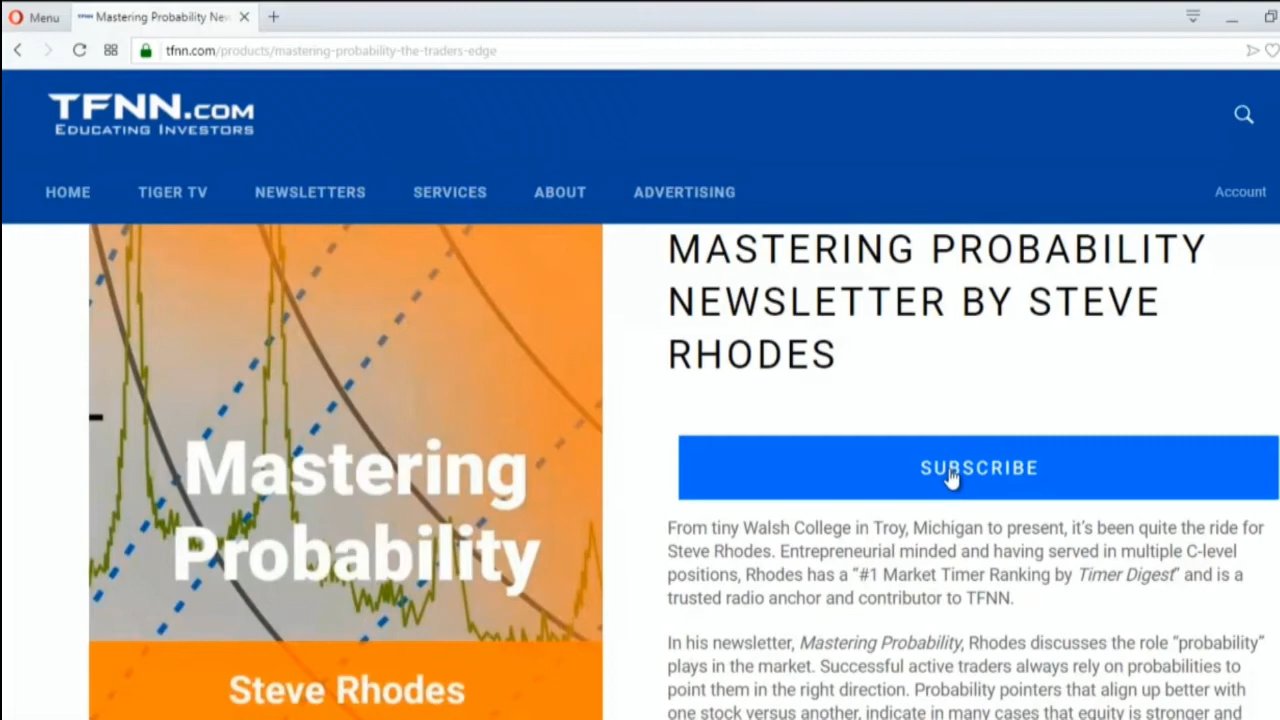 Menu
Mastering Probability New
tfnn.com/products/mastering-probability-the-traders-edge
TFNN.COM
EDUCATING INVESTORS
HOME TIGER TV NEWSLETTERS SERVICES ABOUT ADVERTISING Account
MASTERING PROBABILITY
NEWSLETTER BY STEVE
RHODES
Mastering
Probability
Steve Rhodes
SUBSCRIBE
From tiny Walsh College in Troy, Michigan to present, it's been quite the ride for
Steve Rhodes. Entrepreneurial minded and having served in multiple C-level
positions, Rhodes has a “#1 Market Timer Ranking by Timer Digest” and is a
trusted radio anchor and contributor to TFNN.
In his newsletter, Mastering Probability, Rhodes discusses the role “probability”
plays in the market. Successful active traders always rely on probabilities to
point them in the right direction. Probability pointers that align up better with
one stock versus another, indicate in many cases that equity is stronger and